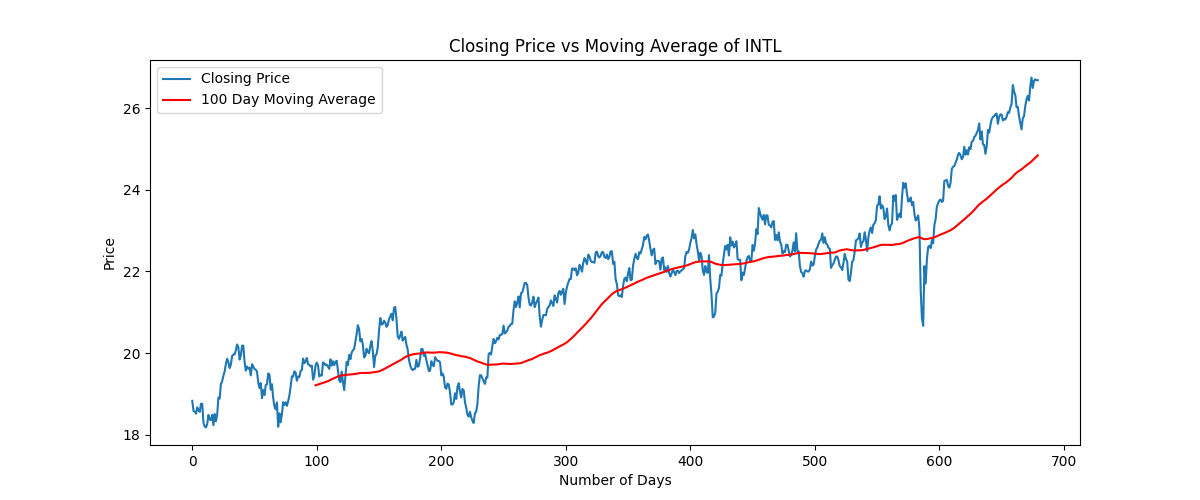 Closing Price vs Moving Average of INTL
Closing Price
100 Day Moving Average
Price
26
24
22
20
18
0 100 200 300 400 500 600 700
Number of Days